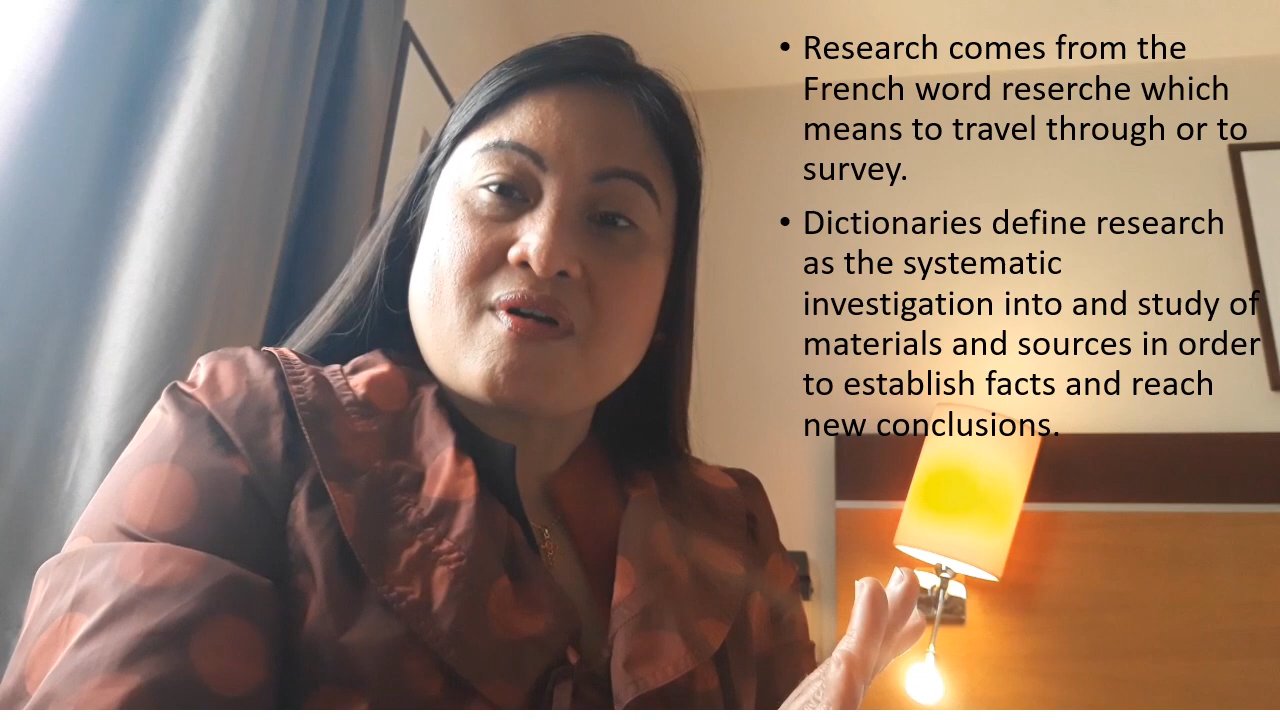 • Research comes from the
French word reserche which
means to travel through or to
survey.
• Dictionaries define research
as the systematic
investigation into and study of
materials and sources in order
to establish facts and reach
new conclusions.